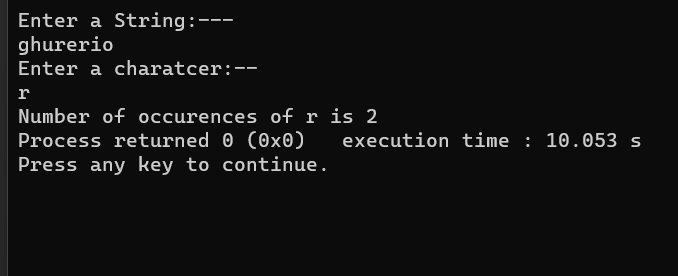 Enter a String:---
ghurerio
Enter a charatcer:--
r
Number of occurences of r is 2
Process returned 0 (0x0)   execution time : 10.053 s
Press any key to continue.